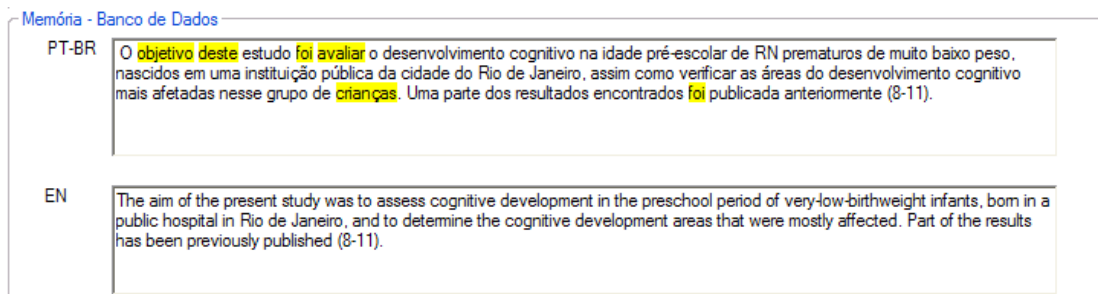 Memória - Banco de Dados
PT-BR
O objetivo deste estudo foi avaliar o desenvolvimento cognitivo na idade pré-escolar de RN prematuros de muito baixo peso,
nascidos em uma instituição pública da cidade do Rio de Janeiro, assim como verificar as áreas do desenvolvimento cognitivo
mais afetadas nesse grupo de crianças. Uma parte dos resultados encontrados foi publicada anteriormente (8-11).
EN
The aim of the present study was to assess cognitive development in the preschool period of very-low-birthweight infants, born in a
public hospital in Rio de Janeiro, and to determine the cognitive development areas that were mostly affected. Part of the results
has been previously published (8-11).